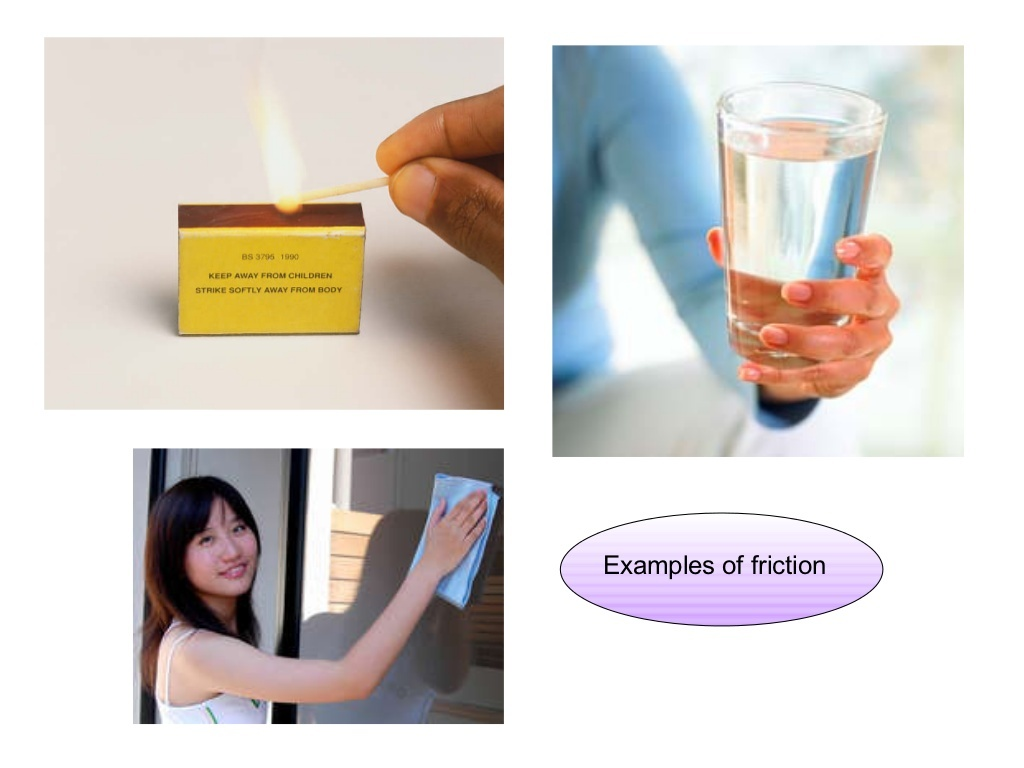 BS 3795 1990
KEEP AWAY FROM CHILDREN
STRIKE SOFTLY AWAY FROM BODY
Examples of friction